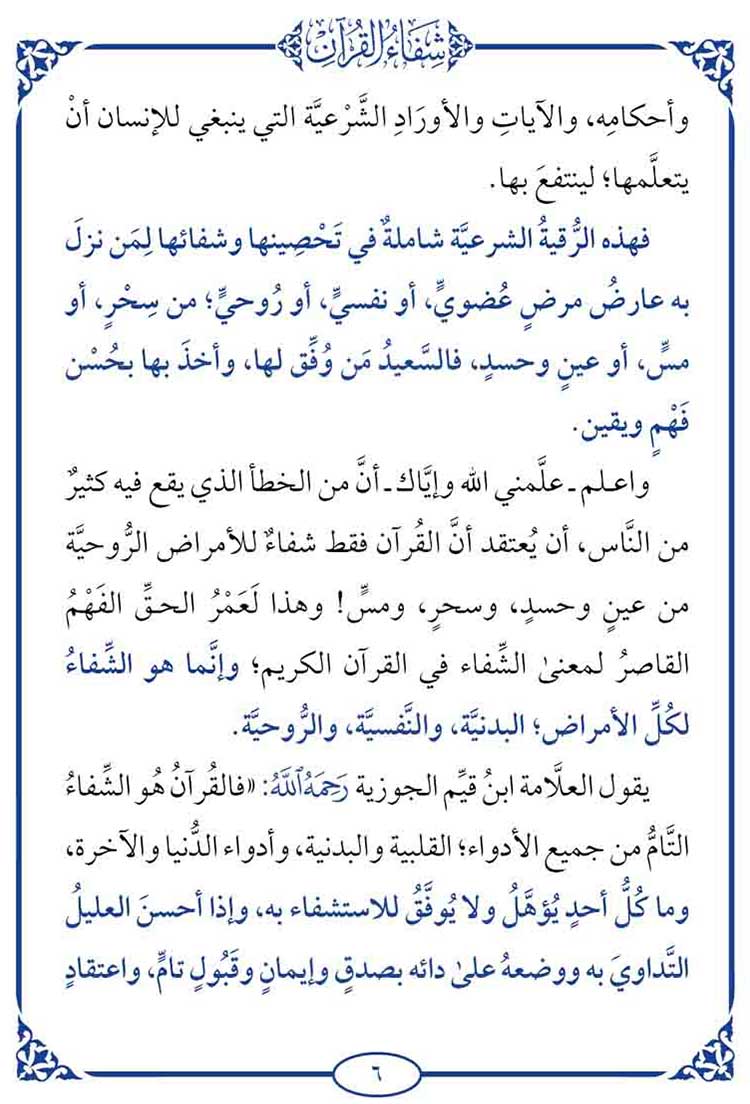 شِفَاءُ القُرْآنِ
وأحكامِه، والآياتِ والأورَادِ الشَّرْعيَّة التي ينبغي للإنسان أنْ
يتعلَّمها؛ لينتفعَ بها.
فهذه الرُّقيةُ الشرعيَّة شاملةٌ في تَحْصِينها وشفائها لِمَن نزلَ
به عارضُ مرضٍ عُضويٍّ، أو نفسيٍّ، أو رُوحيٍّ؛ من سِحْرٍ، أو
مسٍّ، أو عينٍ وحسدٍ، فالسَّعيدُ مَن وُفِّق لها، وأخذَ بها بحُسْن
فَهْمٍ ويقين.
واعلم ـ علَّمني الله وإيَّاك ـ أنَّ من الخطأ الذي يقع فيه كثيرٌ
من النَّاس، أن يُعتقد أنَّ القُرآن فقط شفاءٌ للأمراض الرُّوحيَّة
من عينٍ وحسدٍ، وسحرٍ، ومسٍّ! وهذا لَعَمْرُ الحقِّ الفَهْمُ
القاصرُ لمعنىٰ الشِّفاء في القرآن الكريم؛ وإنَّما هو الشِّفاءُ
لكُلِّ الأمراض؛ البدنيَّة، والنَّفسيَّة، والرُّوحيَّة.
يقول العلَّامة ابنُ قيِّم الجوزية رَحِمَهُ ٱللَّهُ: «فالقُرآنُ هُو الشِّفاءُ
التَّامُّ من جميع الأدواء؛ القلبية والبدنية، وأدواء الدُّنيا والآخرة،
وما كُلُّ أحدٍ يُؤهَّلُ ولا يُوفَّقُ للاستشفاء به، وإذا أحسنَ العليلُ
التَّداويَ به ووضعهُ علىٰ دائه بصدقٍ وإيمانٍ وقَبُولٍ تامٍّ، واعتقادٍ
٦